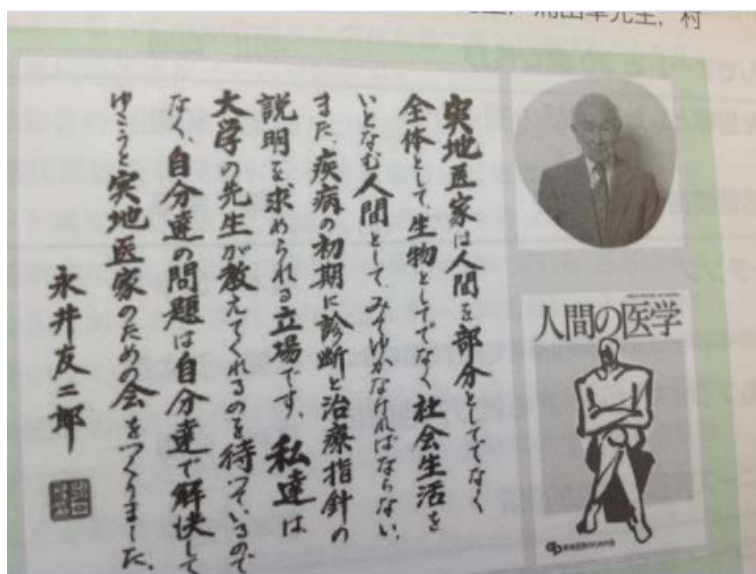 実地医家は人間を部分としてでなく
全体として、生物としてでなく社会生活を
いとなむ人間として、みてゆかなければならない、
また、疾病の初期に診断と治療指針の
説明を求められる立場です、私達は
大学の先生が教えてくれるのを待っているので
なく、自分達の問題は自分達で解決して
ゆこうと実地医家のための会をつくりました。
永井友二郎
人間の医学